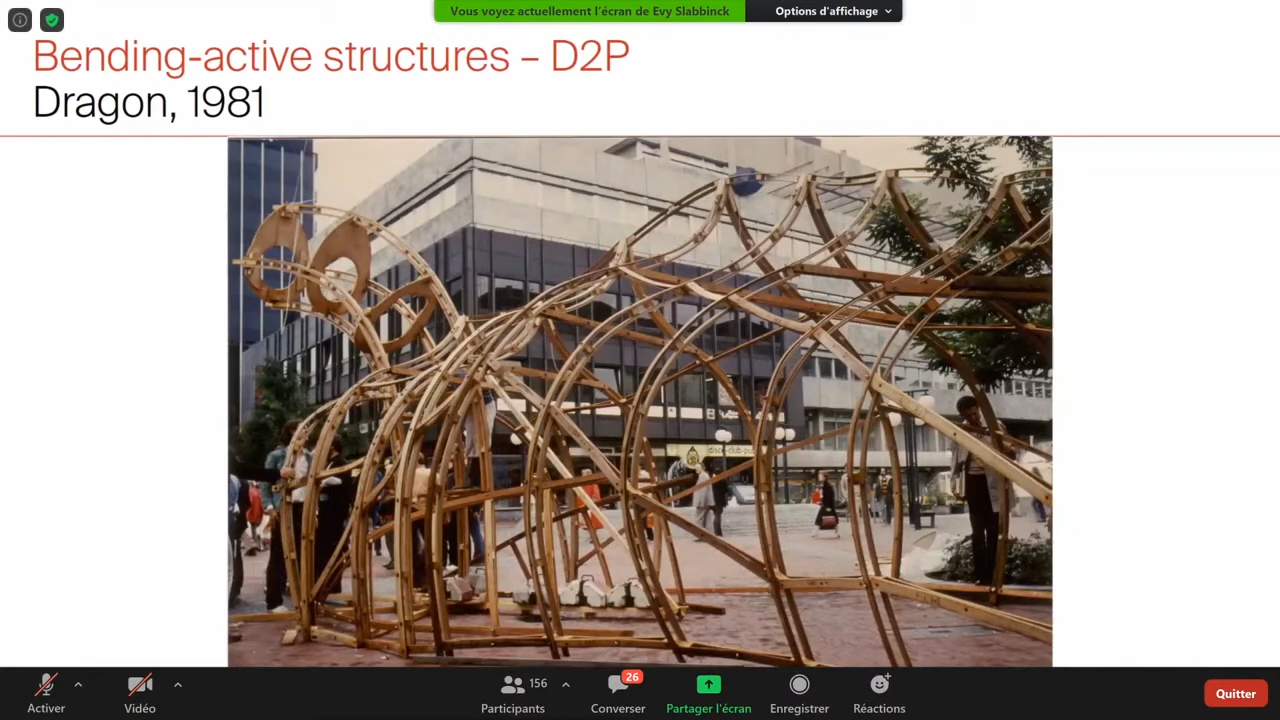 Vous voyez actuellement l'écran de Evy Slabbinck
Options d'affichage
Bending-active structures – D2P
Dragon, 1981
Activer
Vidéo
156
Participants
26
Converser
Partager l'écran
Enregistrer
Réactions
Quitter